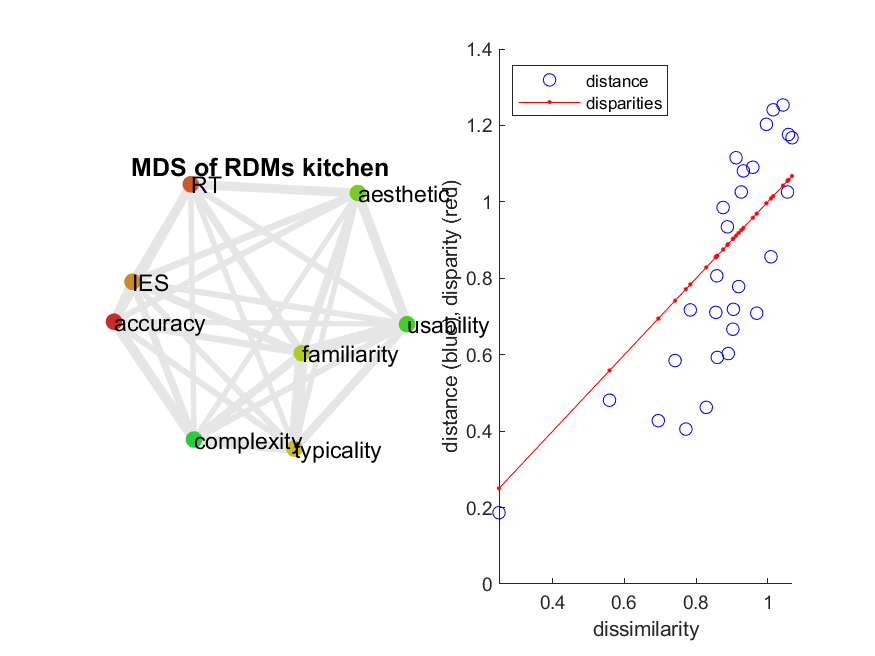 MDS of RDMs kitchen
RT
aesthetic
IES
accuracy
usability
familiarity
complexity
typicality
distance (blue), disparity (red)
1.4
1.2
1
0.8
0.6
0.4
0.2
0
distance
disparities
0.4
0.6
0.8
1
dissimilarity